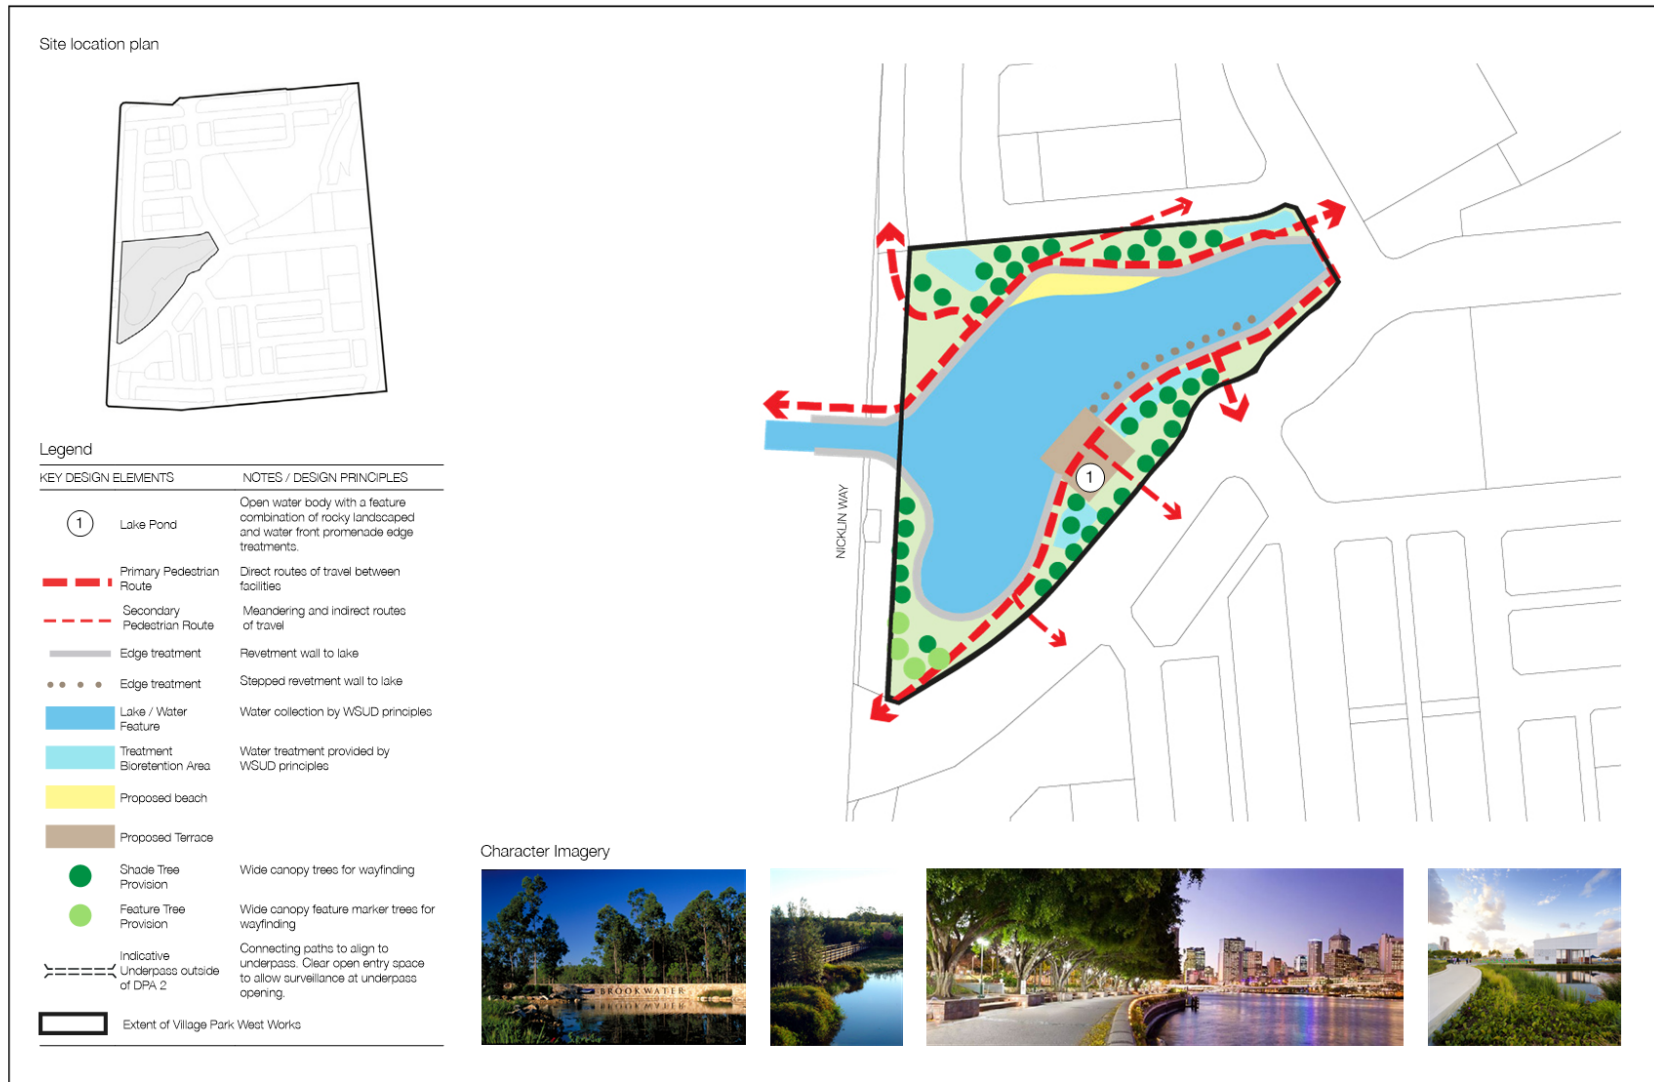 Site location plan
Legend
KEY DESIGN ELEMENTS
NOTES / DESIGN PRINCIPLES
1
Lake Pond
Open water body with a feature
combination of rocky landscaped
and water front promenade edge
treatments.
Primary Pedestrian
Route
Direct routes of travel between
facilities
Secondary
Pedestrian Route
Meandering and indirect routes
of travel
Edge treatment
Revetment wall to lake
Edge treatment
Stepped revetment wall to lake
Lake / Water
Feature
Water collection by WSUD principles
Treatment
Bioretention Area
Water treatment provided by
WSUD principles
Proposed beach
Proposed Terrace
Shade Tree
Provision
Wide canopy trees for wayfinding
Feature Tree
Provision
Wide canopy feature marker trees for
wayfinding
Indicative
Underpass outside
of DPA 2
Connecting paths to align to
underpass. Clear open entry space
to allow surveillance at underpass
opening.
Extent of Village Park West Works
NICKLIN WAY
1
Character Imagery
BROOKWATER